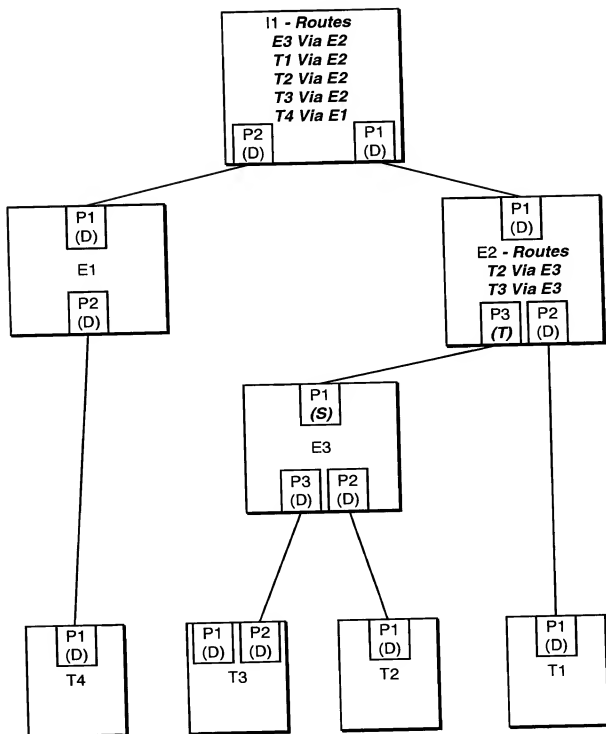 I1 - Routes
E3 Via E2
T1 Via E2
T2 Via E2
T3 Via E2
T4 Via E1
P2
(D)
P1
(D)
P1
(D)
E1
P2
(D)
P1
(D)
E2 - Routes
T2 Via E3
T3 Via E3
P3
(T)
P2
(D)
P1
(S)
E3
P3
(D)
P2
(D)
P1
(D)
T4
P1
(D)
P2
(D)
T3
P1
(D)
T2
P1
(D)
T1